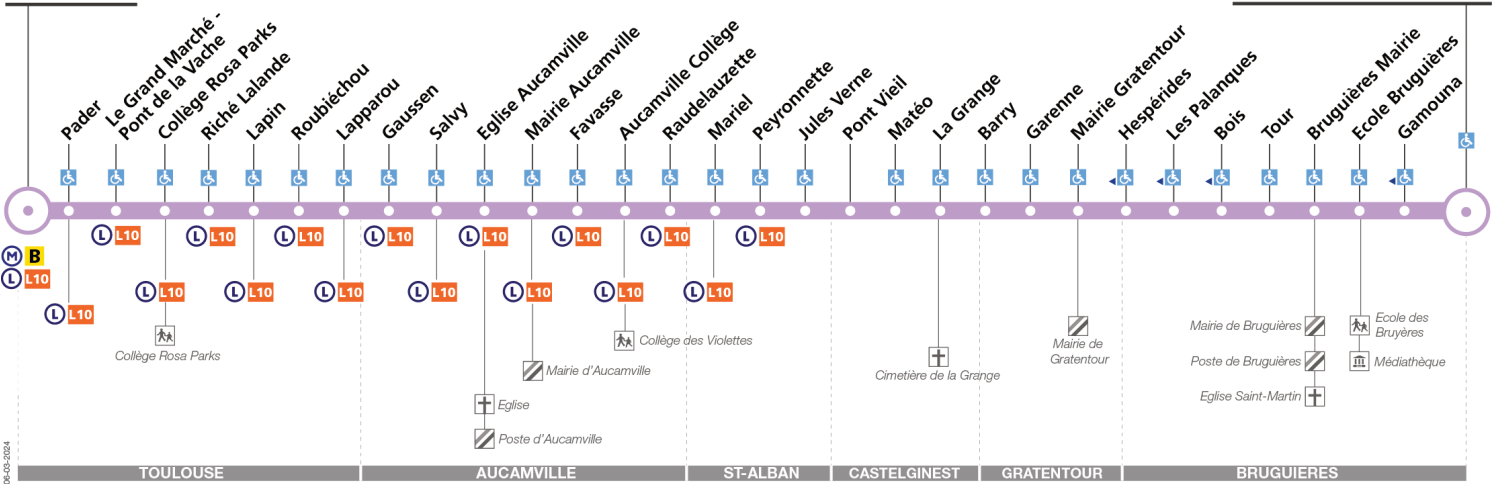 Pader
Le Grand Marché -
Pont de la Vache
Collège Rosa Parks
Riché Lalande
Lapin
Roubiéchou
Lapparou
Gaussen
Salvy
Eglise Aucamville
Mairie Aucamville
Favasse
Aucamville Collège
Raudelauzette
Mariel
Peyronnette
Jules Verne
Pont Vieil
Matéo
La Grange
Barry
Garenne
Mairie Gratentour
Hespérides
Les Palanques
Bois
Tour
Bruguières Mairie
Ecole Bruguières
Gamouna
L L10
L L10
L L10
L L10
L L10
L L10
L L10
M B
L L10
L L10
L L10
L L10
L L10
L L10
L L10
L L10
L L10
L L10
Collège Rosa Parks
Collège des Violettes
Mairie d'Aucamville
Eglise
Poste d'Aucamville
Cimetière de la Grange
Mairie de
Gratentour
Mairie de Bruguières
Poste de Bruguières
Eglise Saint-Martin
Ecole des
Bruyères
Médiathèque
06-03-2024
TOULOUSE
AUCAMVILLE
ST-ALBAN
CASTELGINEST
GRATENTOUR
BRUGUIERES